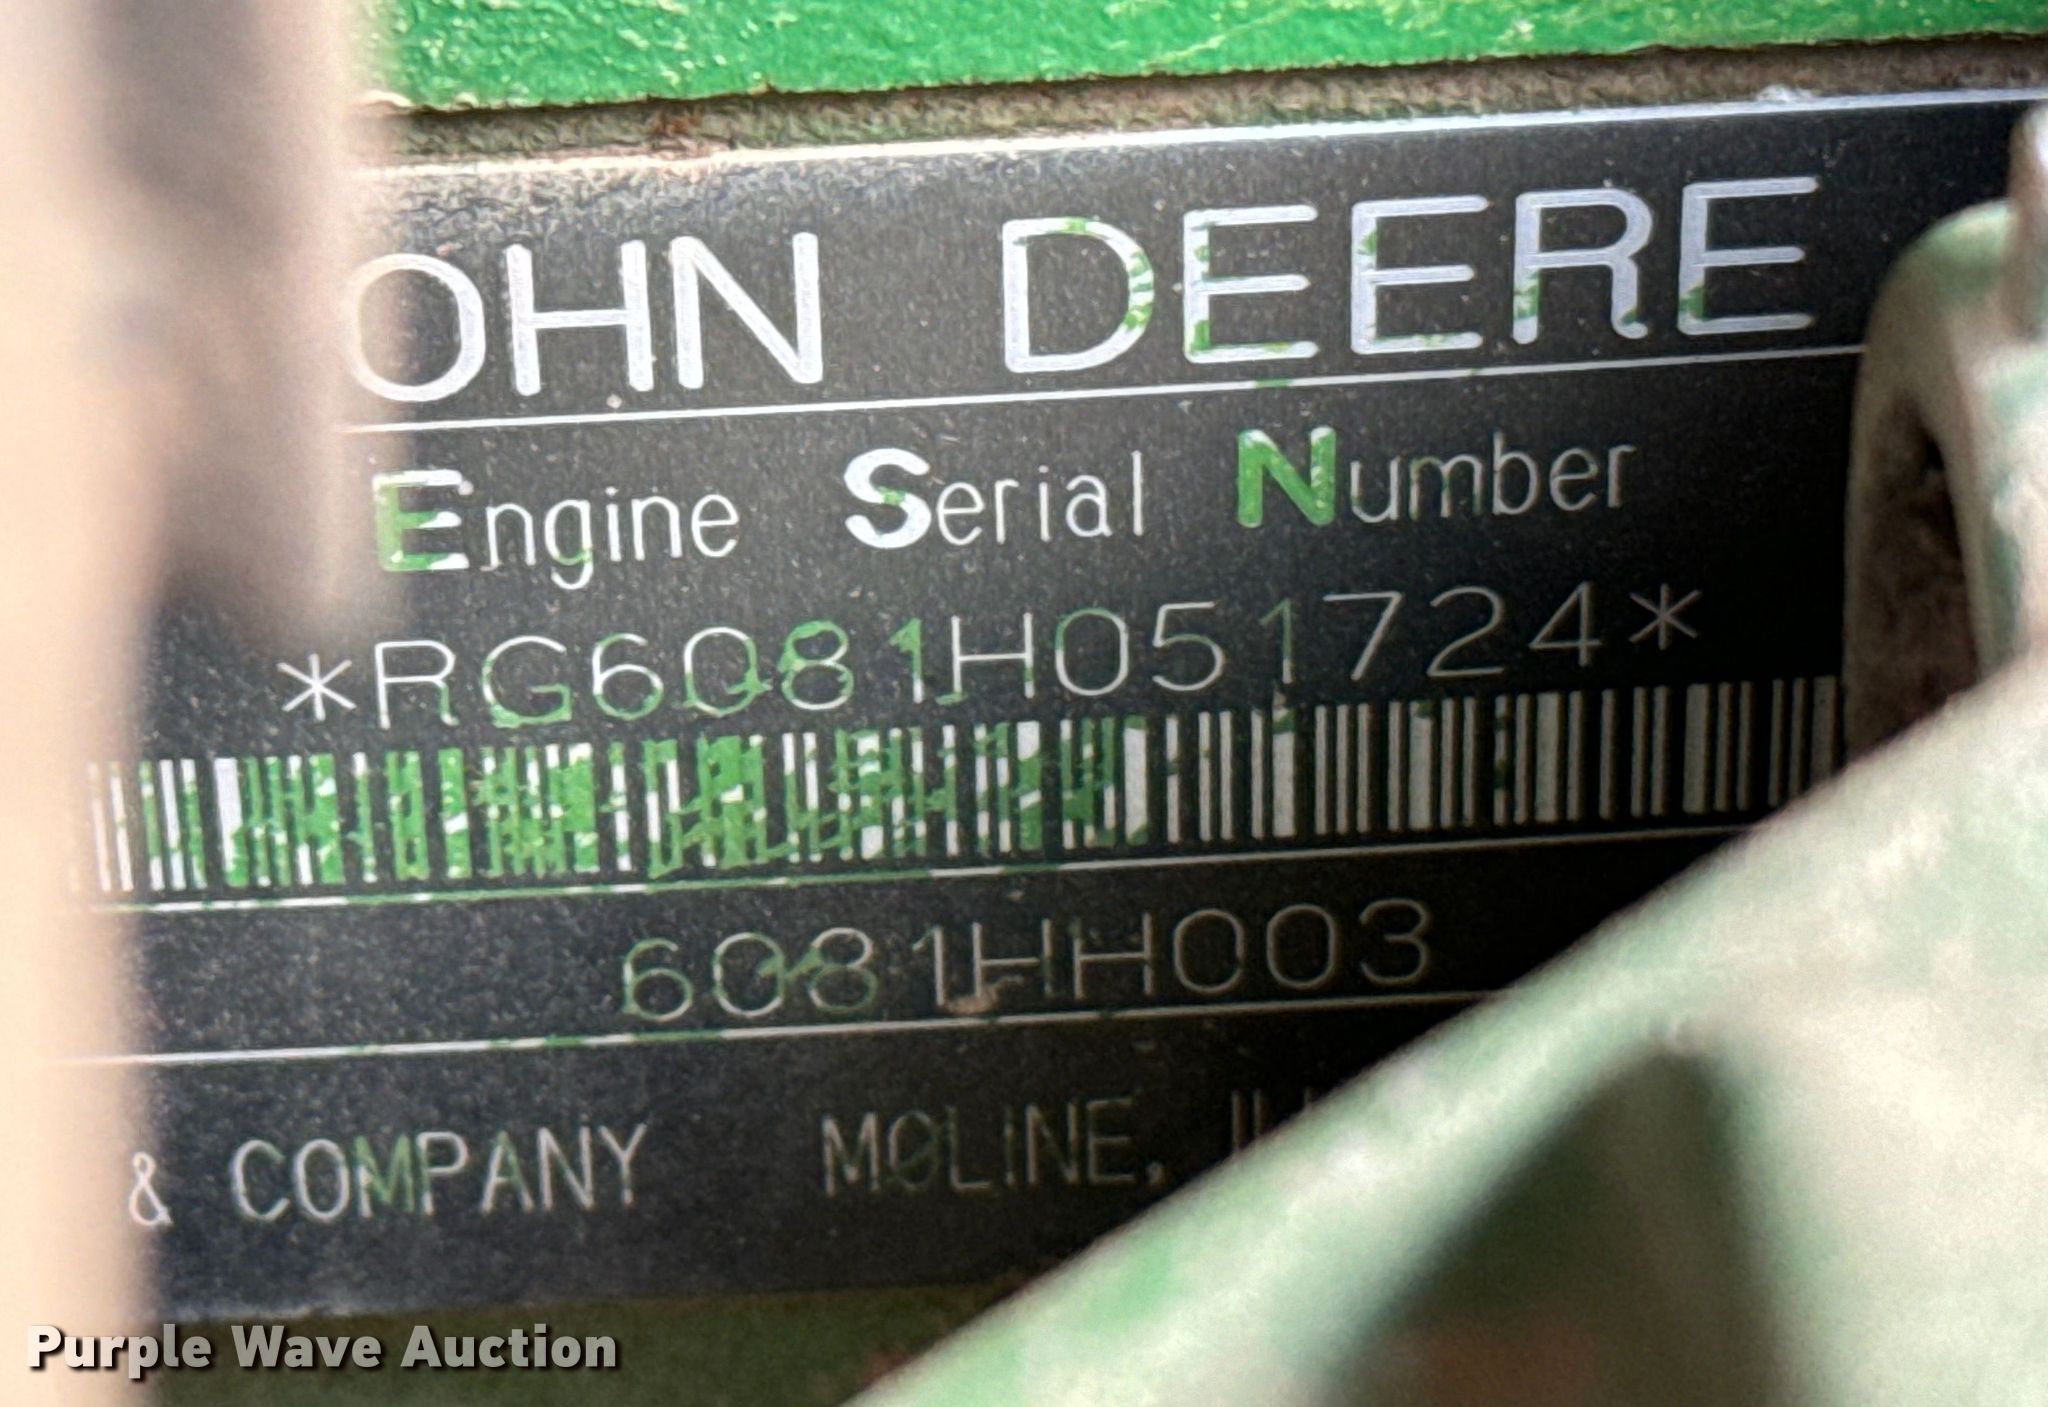 OHN DEERE
Engine Serial Number
*RG6081H051724*
6081HH003
& COMPANY MOLINE,
Purple Wave Auction